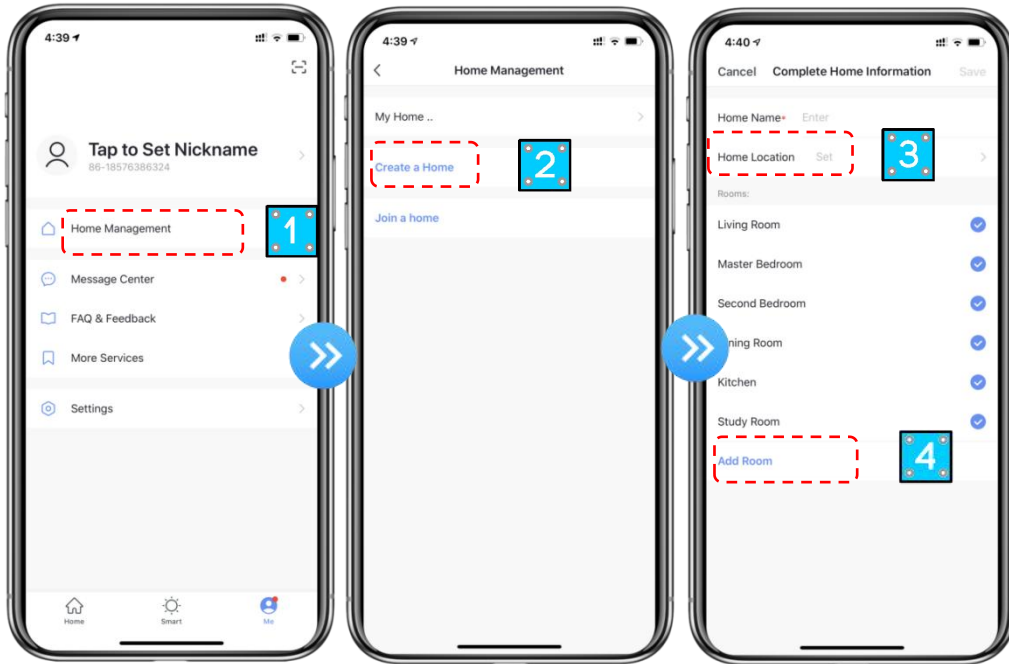 4:39
Tap to Set Nickname
86-18576386324
Home Management
1
Message Center
FAQ & Feedback
More Services
Settings
Home
Smart
Me
4:39
Home Management
My Home ..
Create a Home
2
Join a home
4:40
Cancel Complete Home Information Save
Home Name* Enter
Home Location Set
3
Rooms:
Living Room
Master Bedroom
Second Bedroom
ning Room
Kitchen
Study Room
Add Room
4